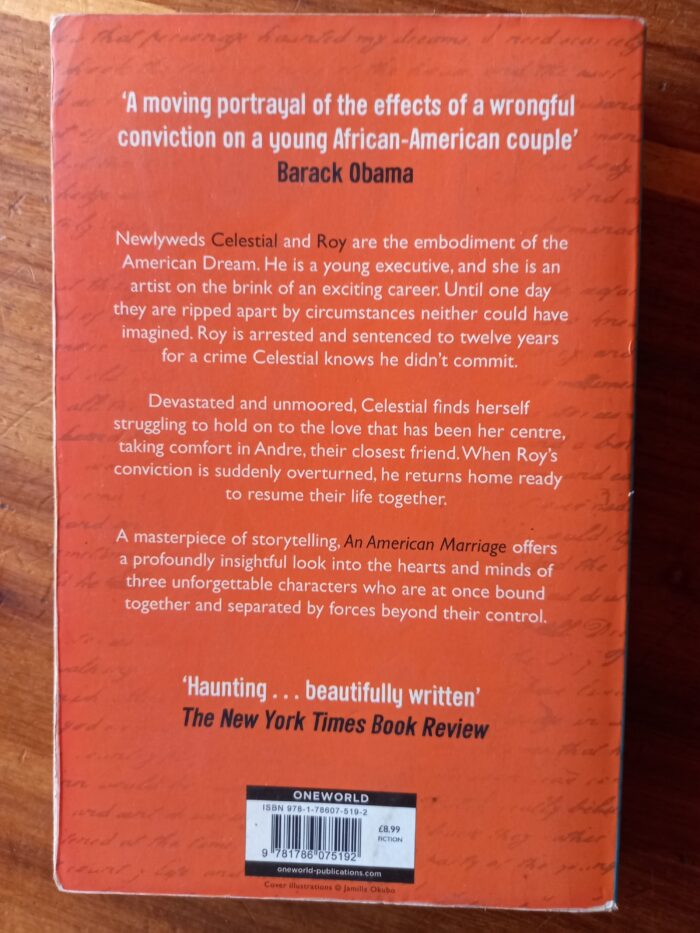 ‘A moving portrayal of the effects of a wrongful
conviction on a young African-American couple’
Barack Obama
Newlyweds Celestial and Roy are the embodiment of the
American Dream. He is a young executive, and she is an
artist on the brink of an exciting career. Until one day
they are ripped apart by circumstances neither could have
imagined. Roy is arrested and sentenced to twelve years
for a crime Celestial knows he didn’t commit.
Devastated and unmoored, Celestial finds herself
struggling to hold on to the love that has been her centre,
taking comfort in Andre, their closest friend. When Roy’s
conviction is suddenly overturned, he returns home ready
to resume their life together.
A masterpiece of storytelling, An American Marriage offers
a profoundly insightful look into the hearts and minds of
three unforgettable characters who are at once bound
together and separated by forces beyond their control.
‘Haunting . . . beautifully written’
The New York Times Book Review
ONEWORLD
ISBN 978-1-78607-519-2
£8.99
FICTION
9 781786 075192
oneworld-publications.com
Cover illustrations © Jamilla Okubo